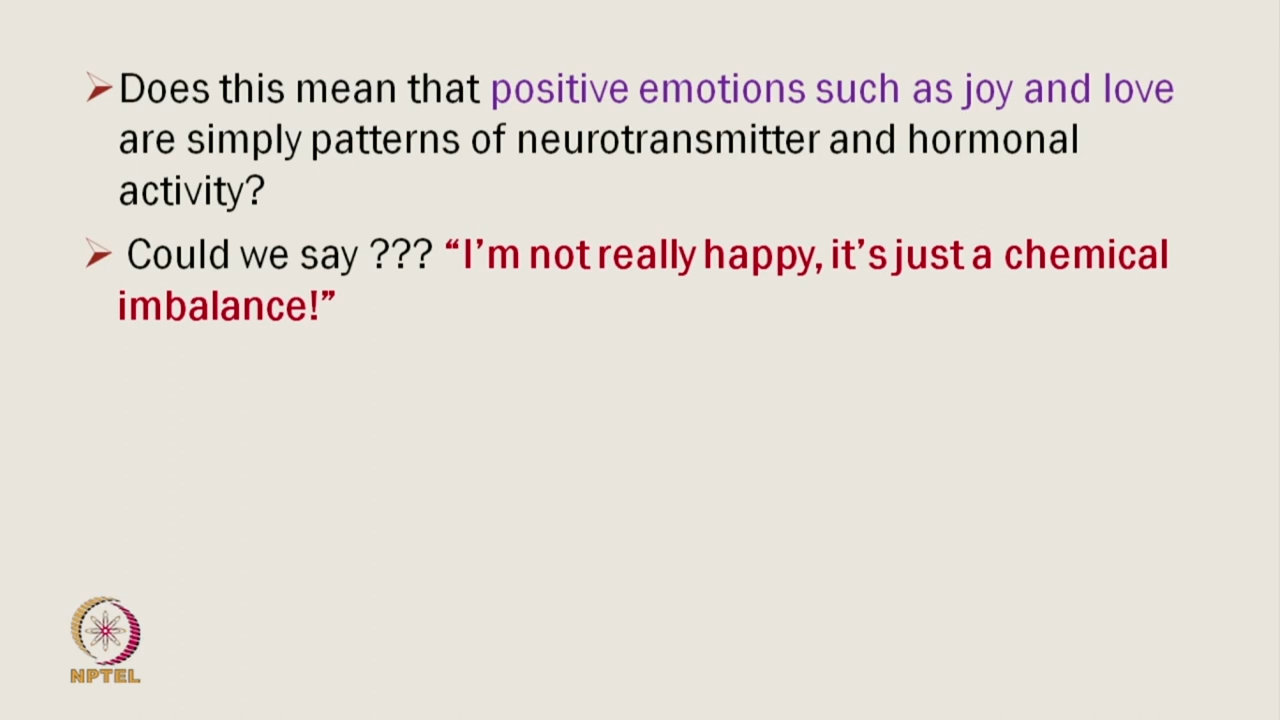 ➢Does this mean that positive emotions such as joy and love
are simply patterns of neurotransmitter and hormonal
activity?
➢ Could we say ??? “I’m not really happy, it’s just a chemical
imbalance!”
NPTEL